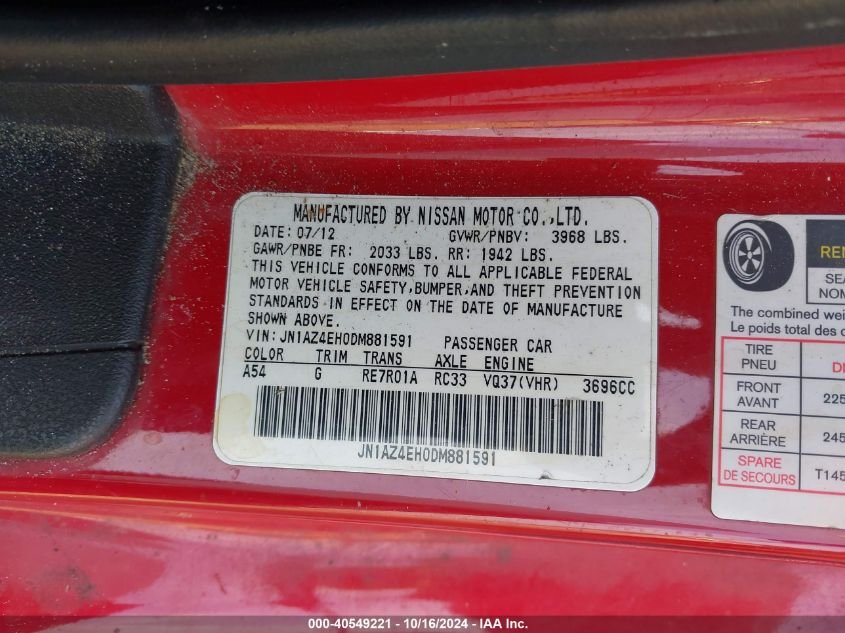 MANUFACTURED BY NISSAN MOTOR CO.,LTD.
DATE: 07/12 GVWR/PNBV: 3968 LBS.
GAWR/PNBE FR: 2033 LBS. RR: 1942 LBS.
THIS VEHICLE CONFORMS TO ALL APPLICABLE FEDERAL
MOTOR VEHICLE SAFETY,BUMPER,AND THEFT PREVENTION
STANDARDS IN EFFECT ON THE DATE OF MANUFACTURE
SHOWN ABOVE.
VIN: JN1AZ4EH0DM881591 PASSENGER CAR
COLOR TRIM TRANS AXLE ENGINE
A54 G RE7R01A RC33 VQ37(VHR) 3696CC
JN1AZ4EH0DM881591
SEA
NOM
The combined wei
Le poids total des
TIRE
PNEU
FRONT
AVANT
225
REAR
ARRIÈRE
245
SPARE
DE SECOURS
T145
000-40549221 - 10/16/2024 - IAA Inc.